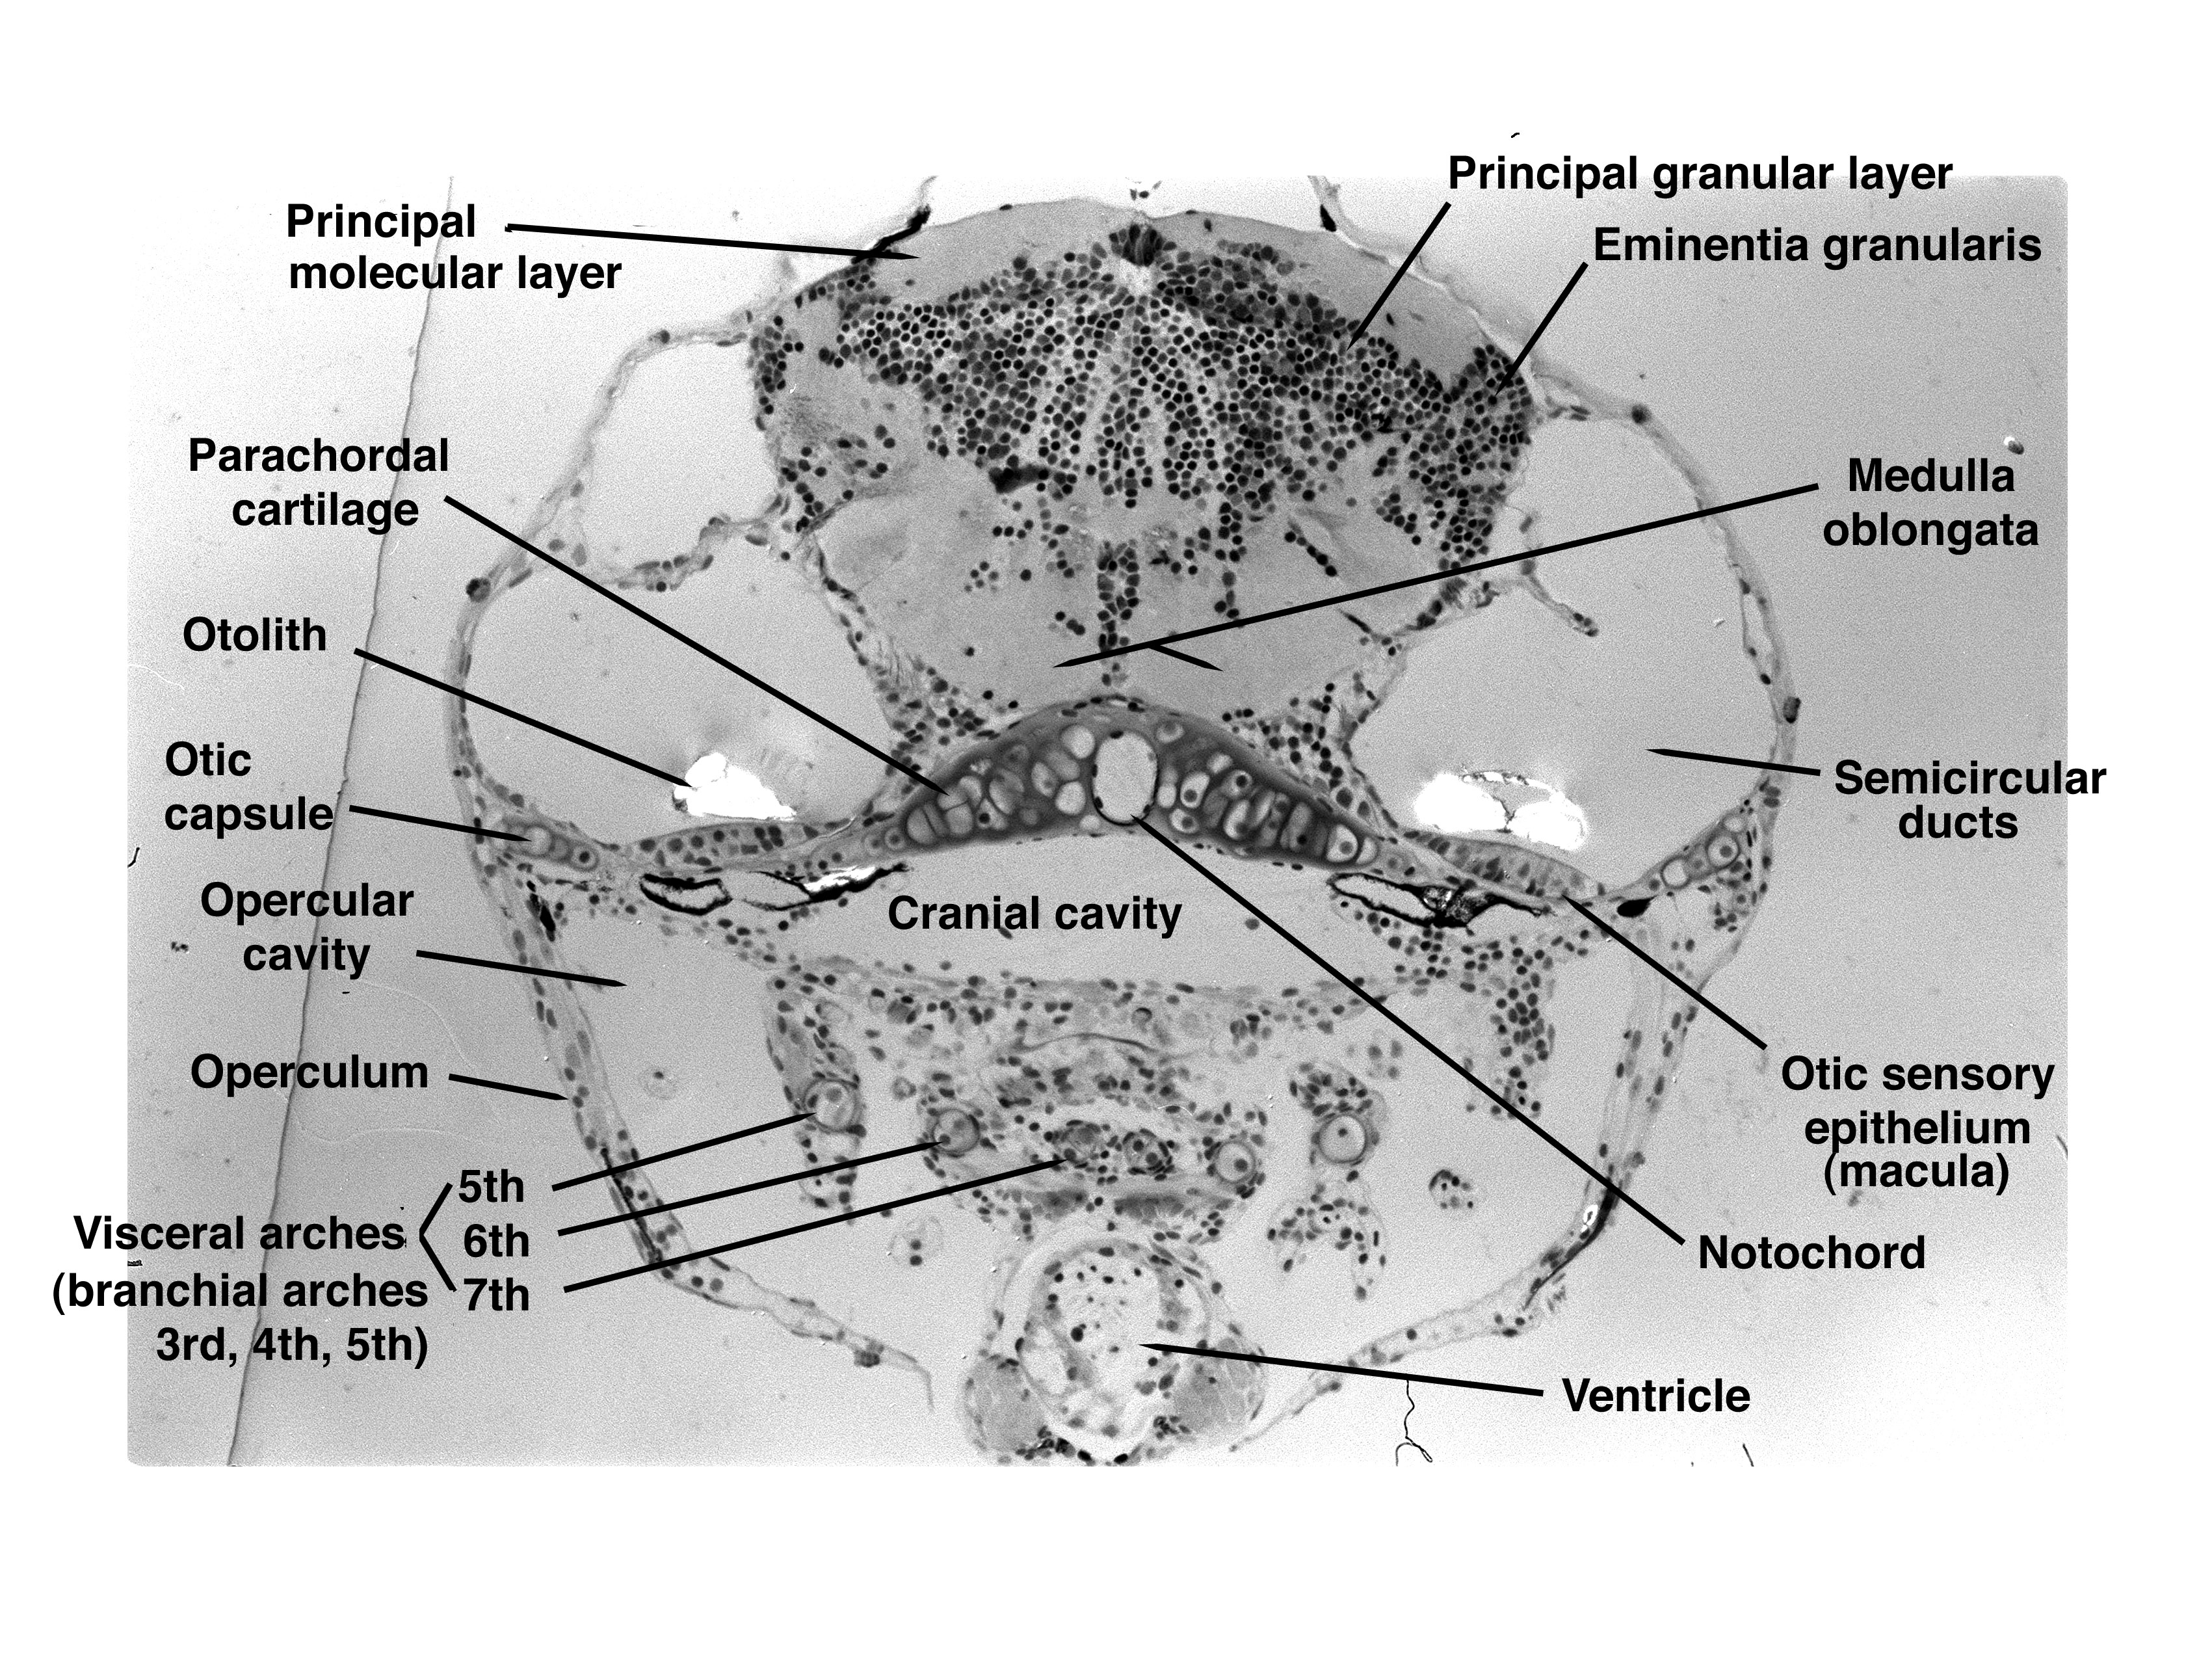 Principal granular layer
Principal
molecular layer
Eminentia granularis
Parachordal
cartilage
Medulla
oblongata
Otolith
Otic
capsule
Semicircular
ducts
Opercular
cavity
Cranial cavity
Operculum
Otic sensory
epithelium
(macula)
5th
Visceral arches
6th
(branchial arches
7th
3rd, 4th, 5th)
Notochord
Ventricle